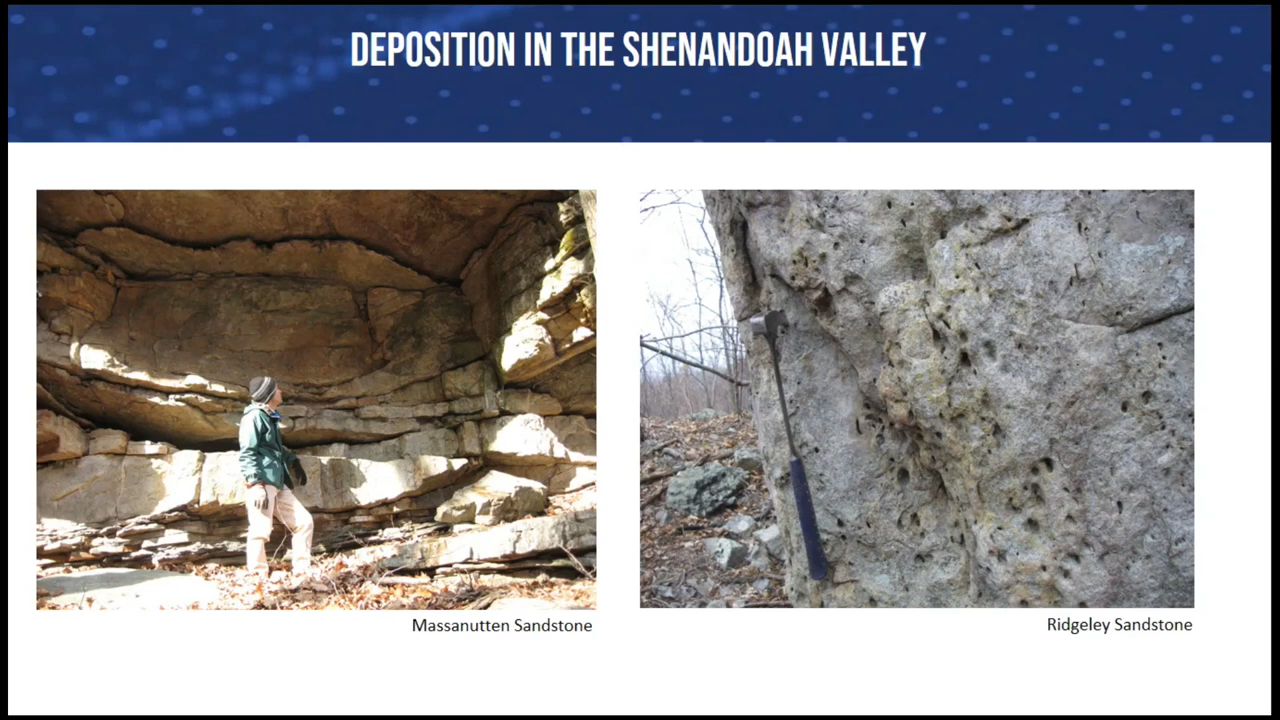 DEPOSITION IN THE SHENANDOAH VALLEY
Massanutten Sandstone
Ridgeley Sandstone